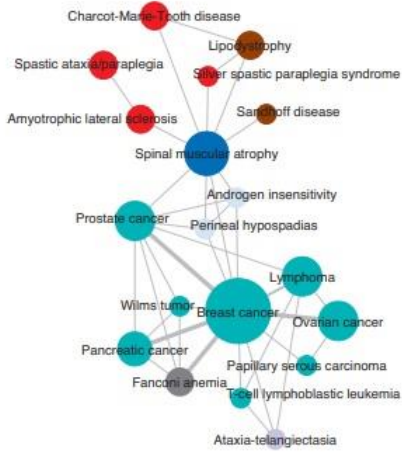 Charcot-Marie-Tooth disease
Lipodystrophy
Spastic ataxia/paraplegia
Silver spastic paraplegia syndrome
Sandhoff disease
Amyotrophic lateral sclerosis
Spinal muscular atrophy
Androgen insensitivity
Prostate cancer
Perineal hypospadias
Lymphoma
Wilms tumor
Breast cancer
Ovarian cancer
Pancreatic cancer
Papillary serous carcinoma
Fanconi anemia
T-cell lymphoblastic leukemia
Ataxia-telangiectasia